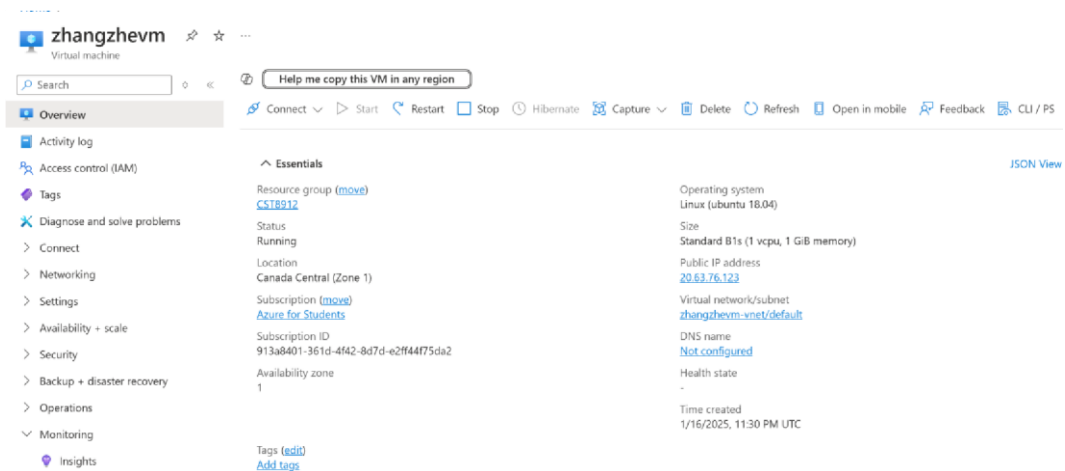 zhangzhevm
Virtual machine
Search
Overview
Activity log
Access control (IAM)
Tags
Diagnose and solve problems
Connect
Networking
Settings
Availability + scale
Security
Backup + disaster recovery
Operations
Monitoring
Insights
Help me copy this VM in any region
Connect Start Restart Stop Hibernate Capture Delete Refresh Open in mobile Feedback CLI / PS
Essentials
JSON View
Resource group (move)
CST8912
Status
Running
Location
Canada Central (Zone 1)
Subscription (move)
Azure for Students
Subscription ID
913a8401-361d-4f42-8d7d-e2ff44f75da2
Availability zone
1
Operating system
Linux (ubuntu 18.04)
Size
Standard B1s (1 vcpu, 1 GiB memory)
Public IP address
20.63.76.123
Virtual network/subnet
zhangzhevm-vnet/default
DNS name
Not configured
Health state
-
Time created
1/16/2025, 11:30 PM UTC
Tags (edit)
Add tags